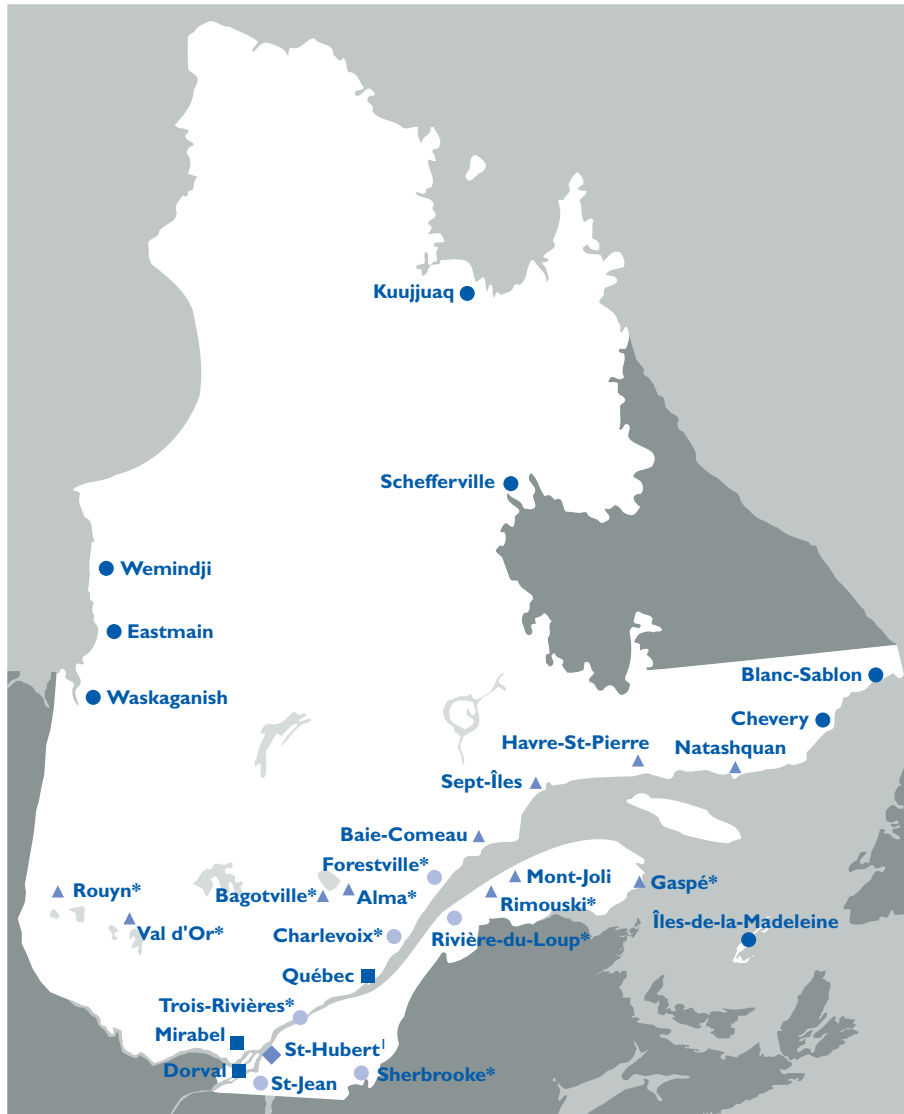 Kuujjuaq
Schefferville
Wemindji
Eastmain
Blanc-Sablon
Waskaganish
Chevery
Havre-St-Pierre
Natashquan
Sept-Îles
Baie-Comeau
Forestville*
Mont-Joli
Rouyn*
Bagotville*
Alma*
Rimouski*
Gaspé*
Îles-de-la-Madeleine
Val d'Or*
Charlevoix*
Rivière-du-Loup*
Québec
Trois-Rivières*
Mirabel
St-Hubert¹
Dorval
St-Jean
Sherbrooke*